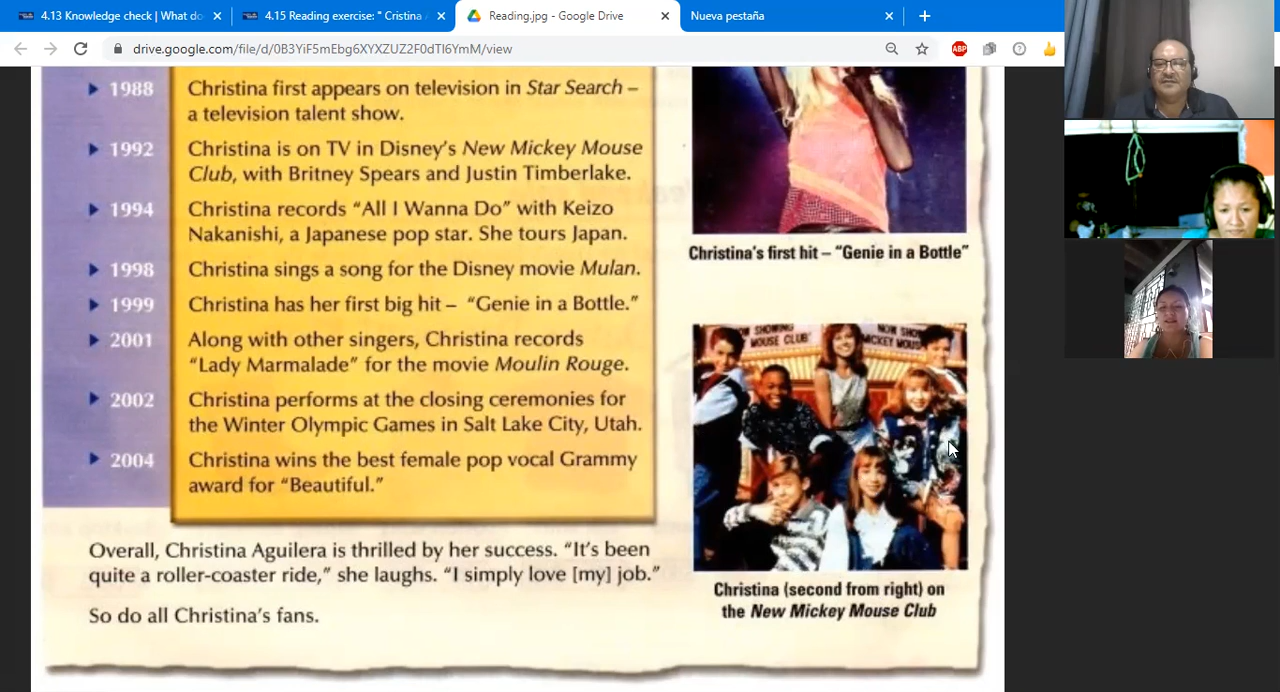 4.13 Knowledge check | What do
4.15 Reading exercise: " Cristina A
Reading.jpg - Google Drive
Nueva pestaña
drive.google.com/file/d/0B3YiF5mEbg6XYXZUZ2F0dTl6YmM/view
ABP
1988 Christina first appears on television in Star Search –
a television talent show.
1992 Christina is on TV in Disney's New Mickey Mouse
Club, with Britney Spears and Justin Timberlake.
1994 Christina records "All I Wanna Do" with Keizo
Nakanishi, a Japanese pop star. She tours Japan.
1998 Christina sings a song for the Disney movie Mulan.
1999 Christina has her first big hit – "Genie in a Bottle."
2001 Along with other singers, Christina records
"Lady Marmalade" for the movie Moulin Rouge.
2002 Christina performs at the closing ceremonies for
the Winter Olympic Games in Salt Lake City, Utah.
2004 Christina wins the best female pop vocal Grammy
award for "Beautiful."
Overall, Christina Aguilera is thrilled by her success. "It's been
quite a roller-coaster ride," she laughs. "I simply love [my] job."
So do all Christina's fans.
Christina's first hit – "Genie in a Bottle"
SHOWING
MOUSE CLUB
NOW SHOW
MICKEY MOUS
Christina (second from right) on
the New Mickey Mouse Club